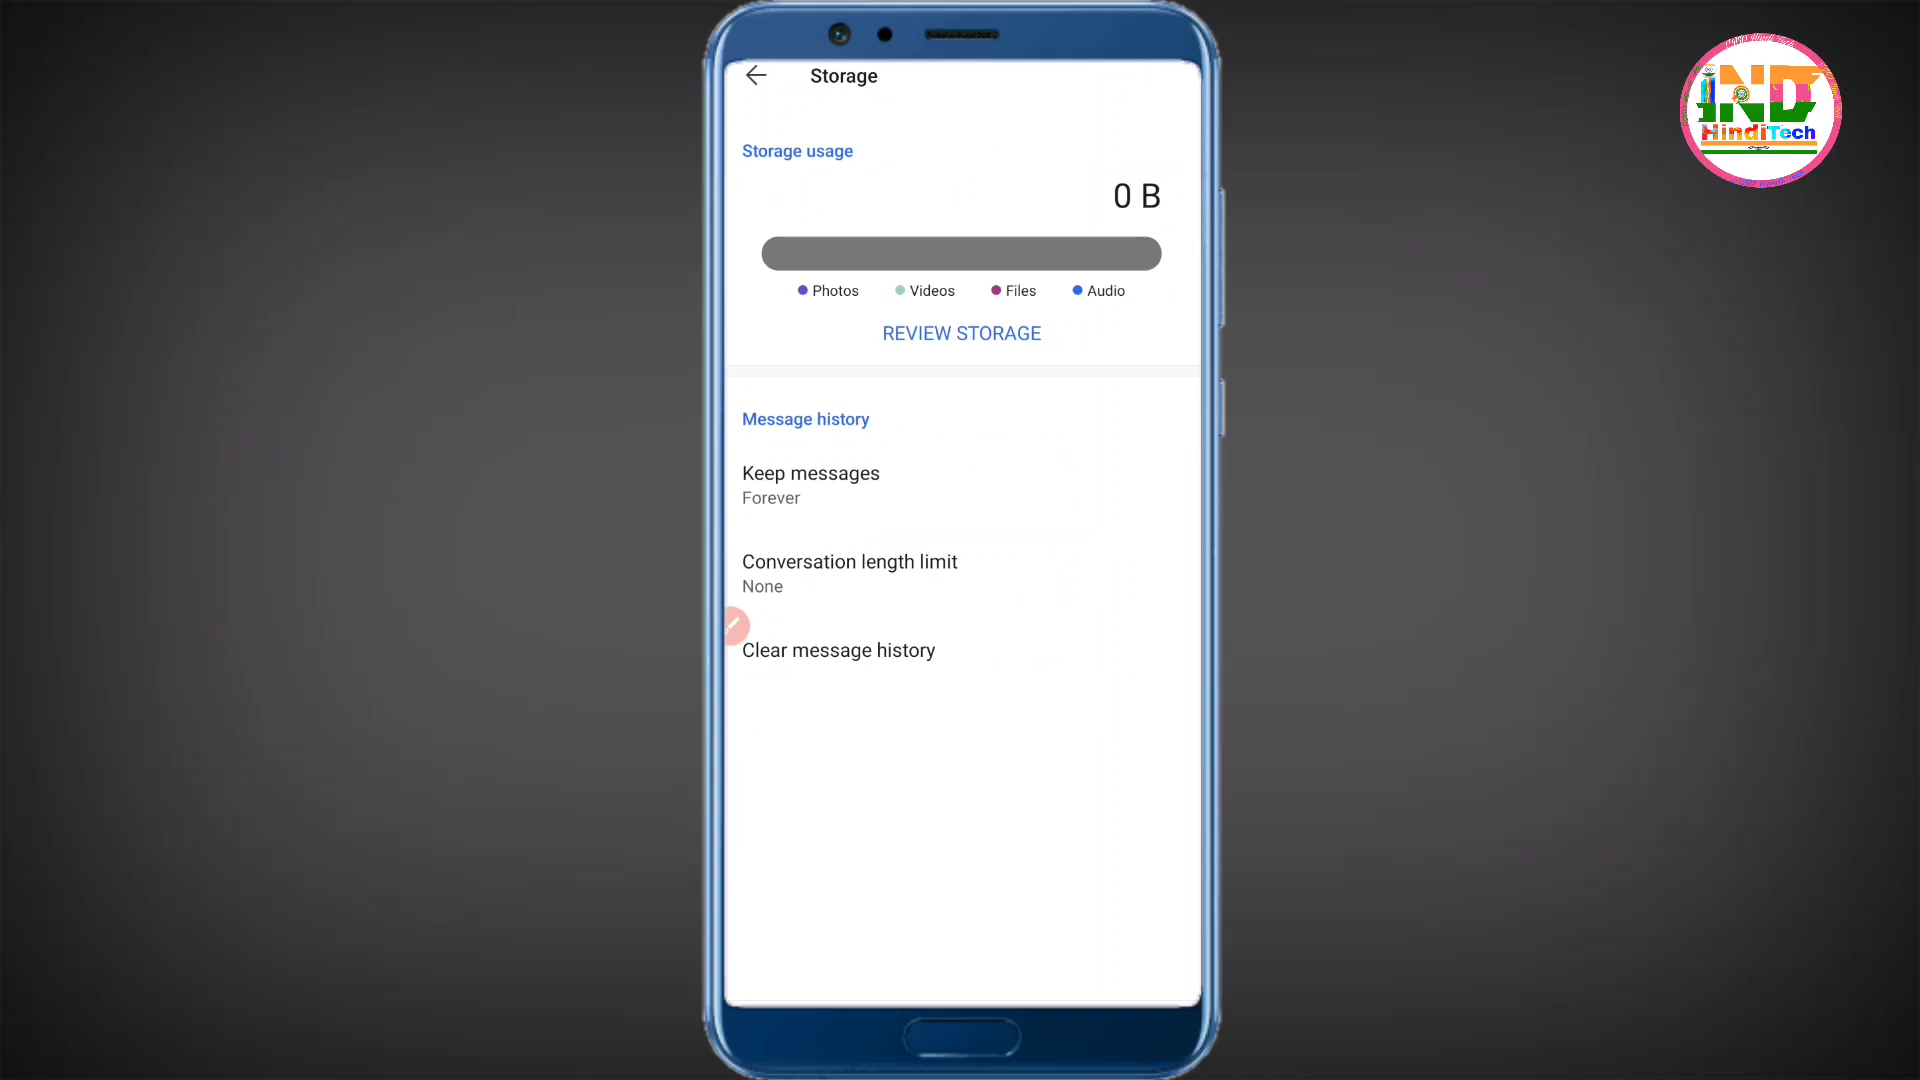 Storage
Storage usage
0 B
Photos Videos Files Audio
REVIEW STORAGE
Message history
Keep messages
Forever
Conversation length limit
None
Clear message history
iND
HindiTech